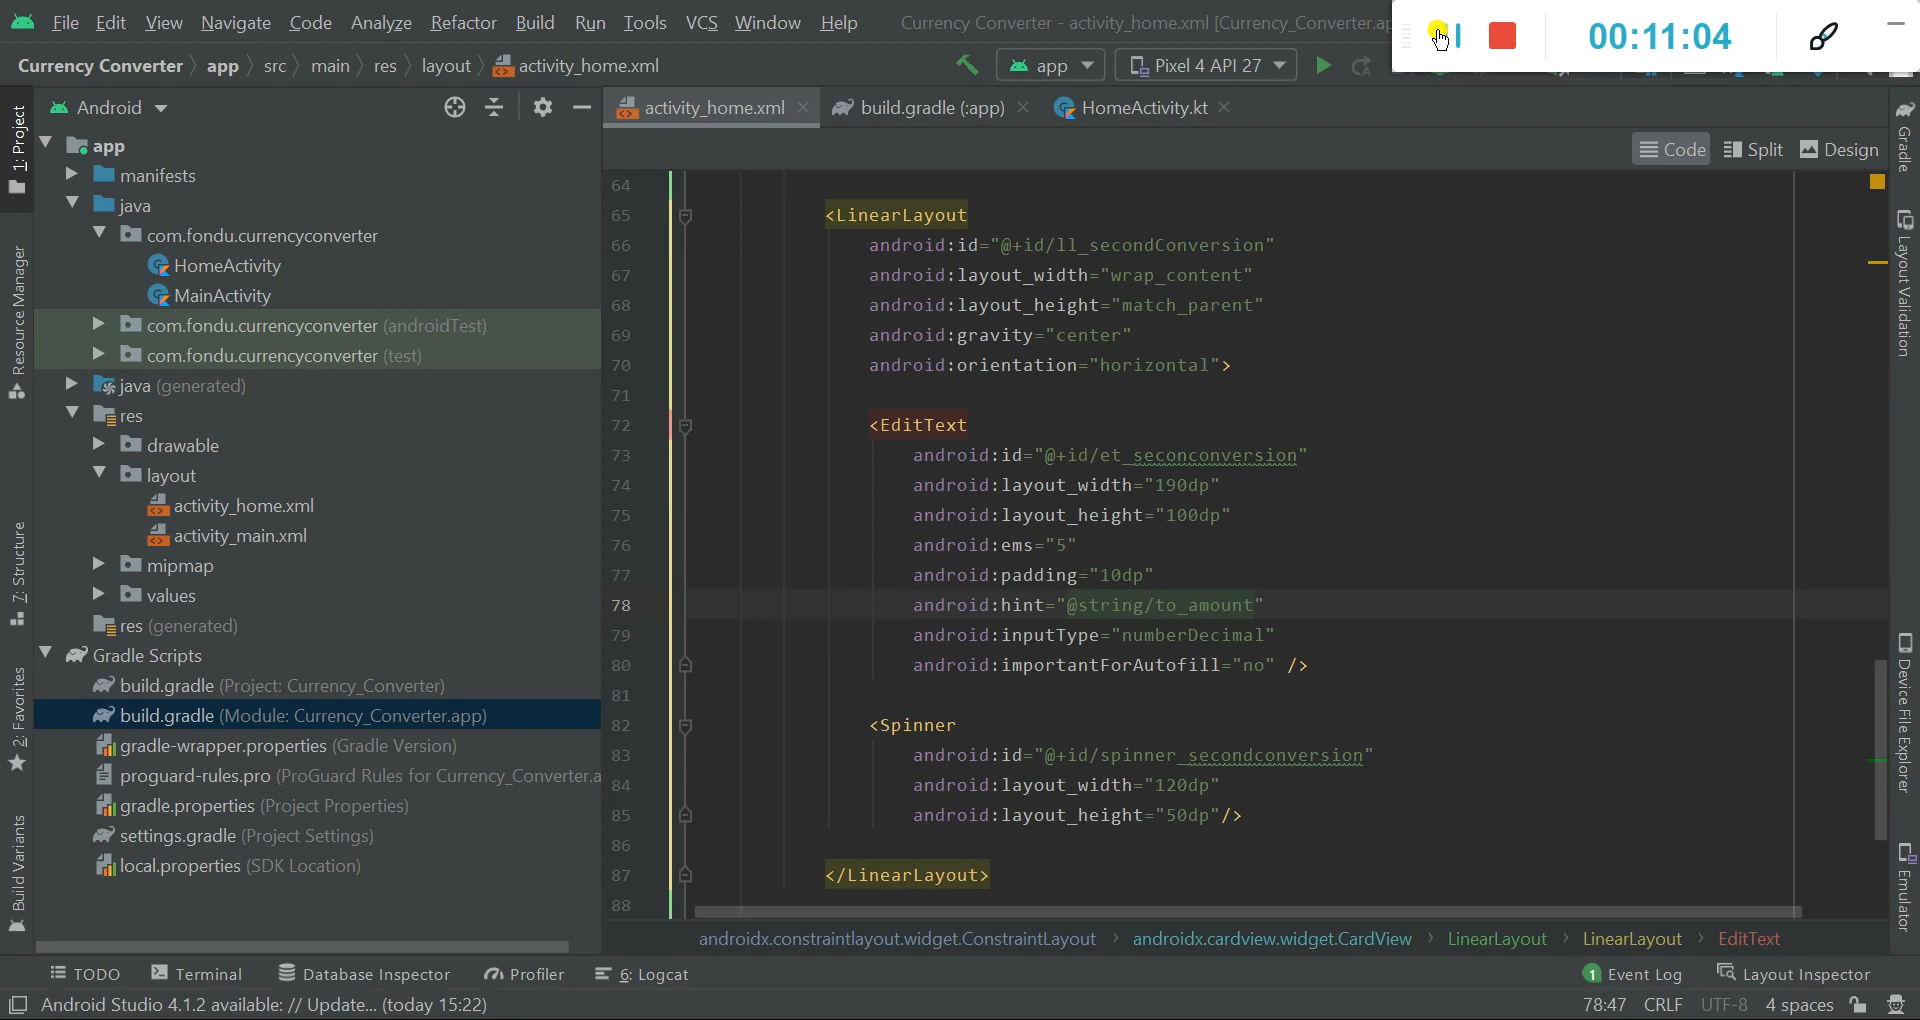 File Edit View Navigate Code Analyze Refactor Build Run Tools VCS Window Help Currency Converter - activity_home.xml [Currency_Converter.ap
00:11:04
Currency Converter app src main res layout activity_home.xml app Pixel 4 API 27
Android
activity_home.xml build.gradle (:app) HomeActivity.kt
Code Split Design
1: Project
Resource Manager
7: Structure
2: Favorites
Build Variants
app
manifests
java
com.fondu.currencyconverter
HomeActivity
MainActivity
com.fondu.currencyconverter (androidTest)
com.fondu.currencyconverter (test)
java (generated)
res
drawable
layout
activity_home.xml
activity_main.xml
mipmap
values
res (generated)
Gradle Scripts
build.gradle (Project: Currency_Converter)
build.gradle (Module: Currency_Converter.app)
gradle-wrapper.properties (Gradle Version)
proguard-rules.pro (ProGuard Rules for Currency_Converter.a
gradle.properties (Project Properties)
settings.gradle (Project Settings)
local.properties (SDK Location)
64
65 <LinearLayout
66 android:id="@+id/ll_secondConversion"
67 android:layout_width="wrap_content"
68 android:layout_height="match_parent"
69 android:gravity="center"
70 android:orientation="horizontal">
71
72 <EditText
73 android:id="@+id/et_seconconversion"
74 android:layout_width="190dp"
75 android:layout_height="100dp"
76 android:ems="5"
77 android:padding="10dp"
78 android:hint="@string/to_amount"
79 android:inputType="numberDecimal"
80 android:importantForAutofill="no" />
81
82 <Spinner
83 android:id="@+id/spinner_secondconversion"
84 android:layout_width="120dp"
85 android:layout_height="50dp"/>
86
87 </LinearLayout>
88
Gradle
Layout Validation
Device File Explorer
Emulator
androidx.constraintlayout.widget.ConstraintLayout androidx.cardview.widget.CardView LinearLayout LinearLayout EditText
TODO Terminal Database Inspector Profiler 6: Logcat 1 Event Log Layout Inspector
Android Studio 4.1.2 available: // Update... (today 15:22) 78:47 CRLF UTF-8 4 spaces